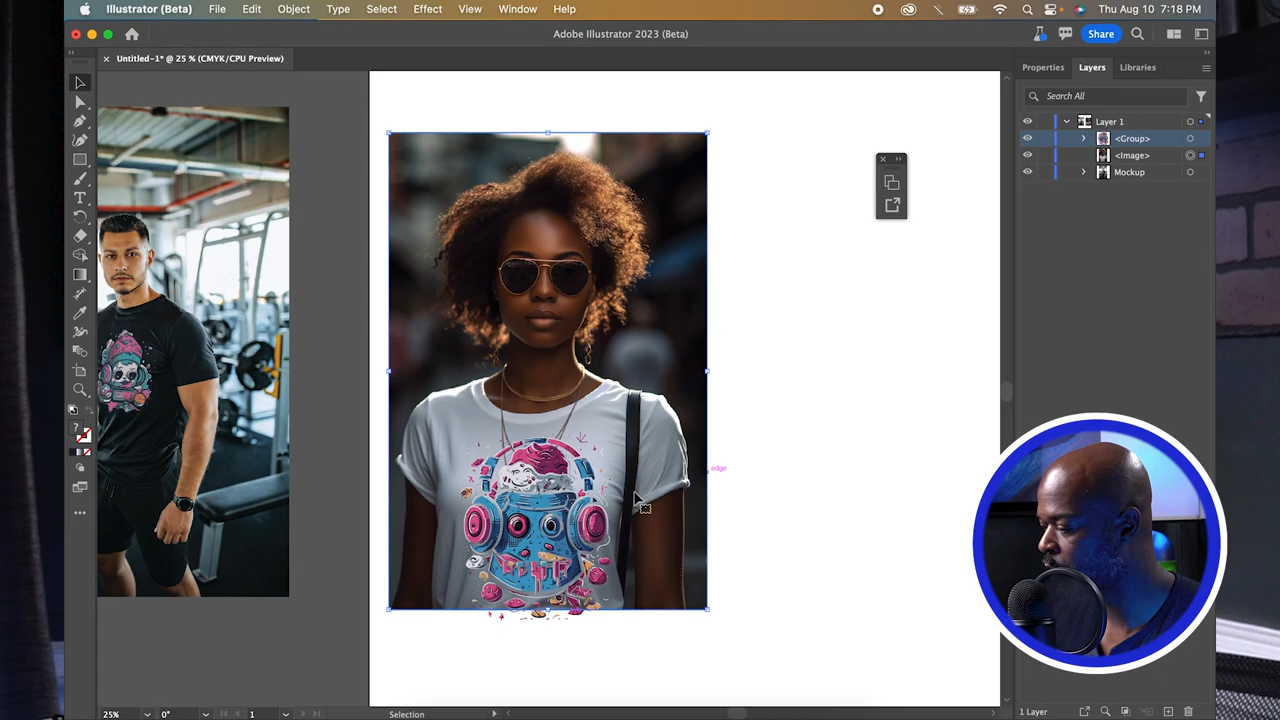 Illustrator (Beta) File Edit Object Type Select Effect View Window Help Thu Aug 10 7:18 PM
Adobe Illustrator 2023 (Beta) Share
× Untitled-1* @ 25 % (CMYK/CPU Preview)
Properties Layers Libraries
Search All
Layer 1
<Group>
<Image>
Mockup
edge
T
?
25% 0° 1 Selection
1 Layer